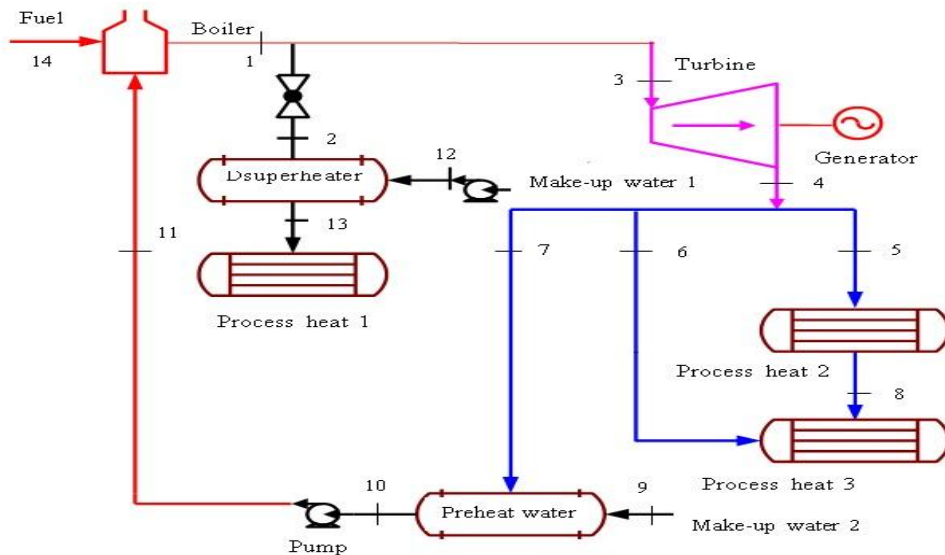 Fuel
14
Boiler
1
3
Turbine
Generator
2
12
Dsuperheater
Make-up water 1
4
13
11
7
6
5
Process heat 1
Process heat 2
8
10
9
Process heat 3
Preheat water
Make-up water 2
Pump